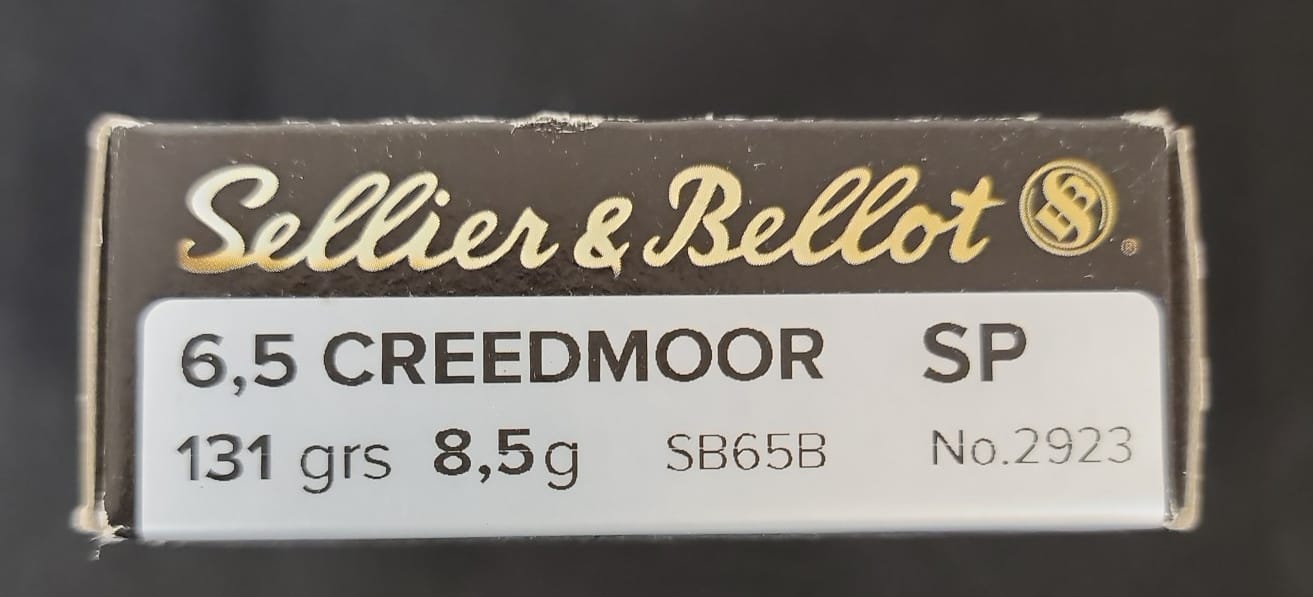 Sellier & Bellot ®
6,5 CREEDMOOR SP
131 grs 8,5g SB65B No.2923